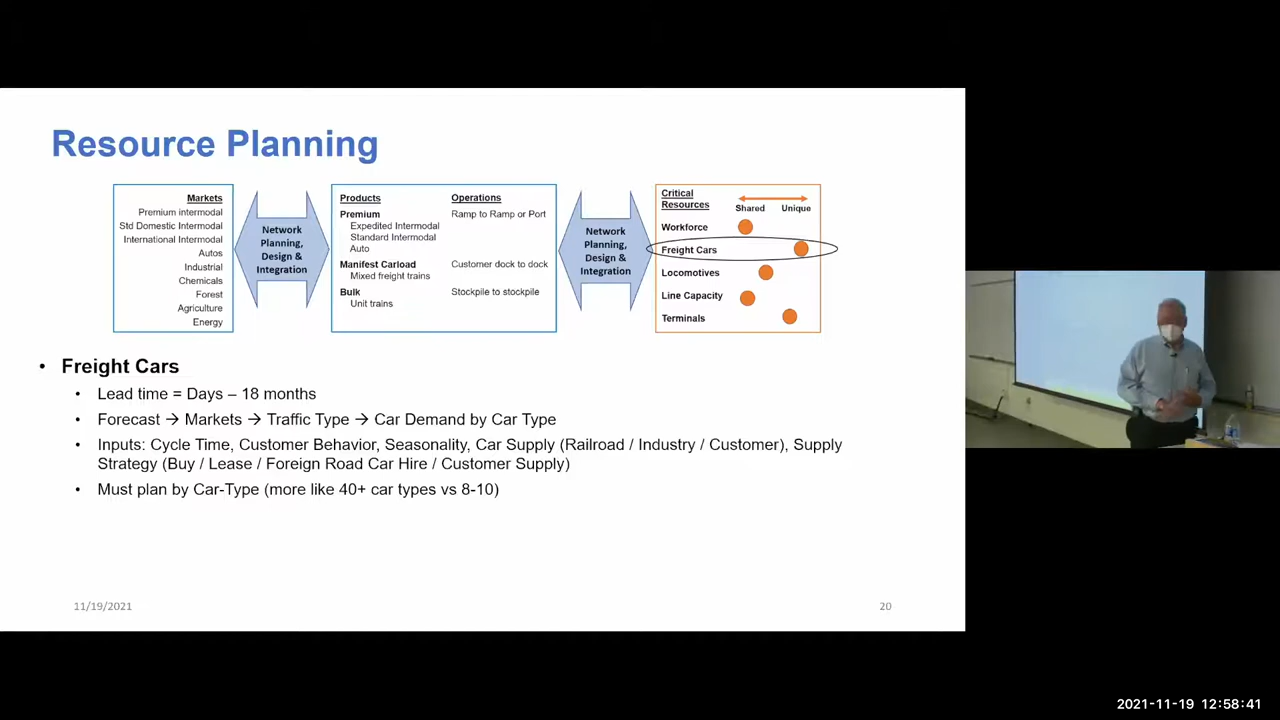 Resource Planning
Markets
Premium intermodal
Std Domestic Intermodal
International Intermodal
Autos
Industrial
Chemicals
Forest
Agriculture
Energy
Network
Planning,
Design &
Integration
Products
Premium
Expedited Intermodal
Standard Intermodal
Auto
Manifest Carload
Mixed freight trains
Bulk
Unit trains
Operations
Ramp to Ramp or Port
Customer dock to dock
Stockpile to stockpile
Network
Planning,
Design &
Integration
Critical
Resources
Shared
Unique
Workforce
Freight Cars
Locomotives
Line Capacity
Terminals
• Freight Cars
• Lead time = Days – 18 months
• Forecast → Markets → Traffic Type → Car Demand by Car Type
• Inputs: Cycle Time, Customer Behavior, Seasonality, Car Supply (Railroad / Industry / Customer), Supply
Strategy (Buy / Lease / Foreign Road Car Hire / Customer Supply)
• Must plan by Car-Type (more like 40+ car types vs 8-10)
11/19/2021
20
2021-11-19 12:58:41